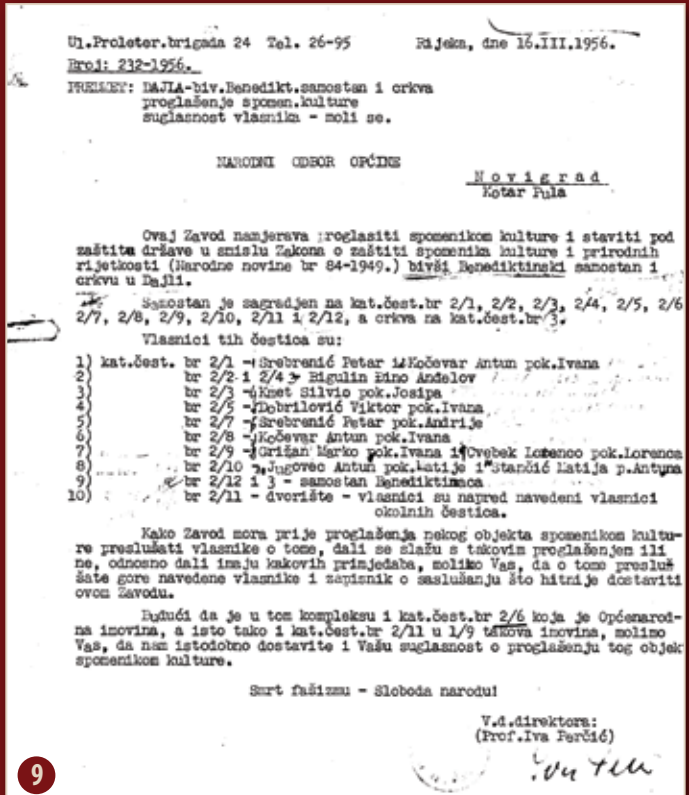 Ul.Proleter.brigada 24 Tel. 26-95 Rijeka, dne 16.III.1956.
Broj: 232-1956.
PREDMET: DAJLA-biv.Benedikt.samostan i crkva
proglašenje spomen.kulture
suglasnost vlasnika - moli se.
NARODNI ODBOR OPĆINE
Novigrad
Kotar Pula
Ovaj Zavod namjerava proglasiti spomenikom kulture i staviti pod
zaštitu države u smislu Zakona o zaštiti spomenika kulture i prirodnih
rijetkosti (Narodne novine br 84-1949.) bivši Benediktinski samostan i
crkvu u Dajli.
Samostan je sagradjen na kat.čest.br 2/1, 2/2, 2/3, 2/4, 2/5, 2/6
2/7, 2/8, 2/9, 2/10, 2/11 i 2/12, a crkva na kat.čest.br 3.
Vlasnici tih čestica su:
1) kat.čest. br 2/1 - Srebrenić Petar i Kočevar Antun pok.Ivana
2) br 2/2 i 2/4 - Bigulin Đino Anđelov
3) br 2/3 - Knet Silvio pok.Josipa
4) br 2/5 - Dobrilović Viktor pok.Ivana
5) br 2/7 - Srebrenić Petar pok.Andrije
6) br 2/8 - Kočevar Antun pok.Ivana
7) br 2/9 - Grižan Marko pok.Ivana i Cvebek Lorenco pok.Lorenca
8) br 2/10 - Jugovec Antun pok.Matije i Stančić Matija p.Antuna
9) br 2/12 i 3 - samostan Benediktinaca
10) br 2/11 - dvorište - vlasnici su napred navedeni vlasnici
okolnih čestica.
Kako Zavod mora prije proglašenja nekog objekta spomenikom kultu-
re preslušati vlasnike o tome, dali se slažu s takovim proglašenjem ili
ne, odnosno dali imaju kakovih primjedaba, molimo Vas, da o tome presluš
šate gore navedene vlasnike i zapisnik o saslušanju što hitnije dostaviti
ovom Zavodu.
Budući da je u tom kompleksu i kat.čest.br 2/6 koja je Općenarod-
na imovina, a isto tako i kat.čest.br 2/11 u 1/9 takova imovina, molimo
Vas, da nam istodobno dostavite i Vašu suglasnost o proglašenju tog objek
spomenikom kulture.
Smrt fašizmu - Sloboda narodu!
V.d.direktora:
(Prof.Iva Perčić)
9